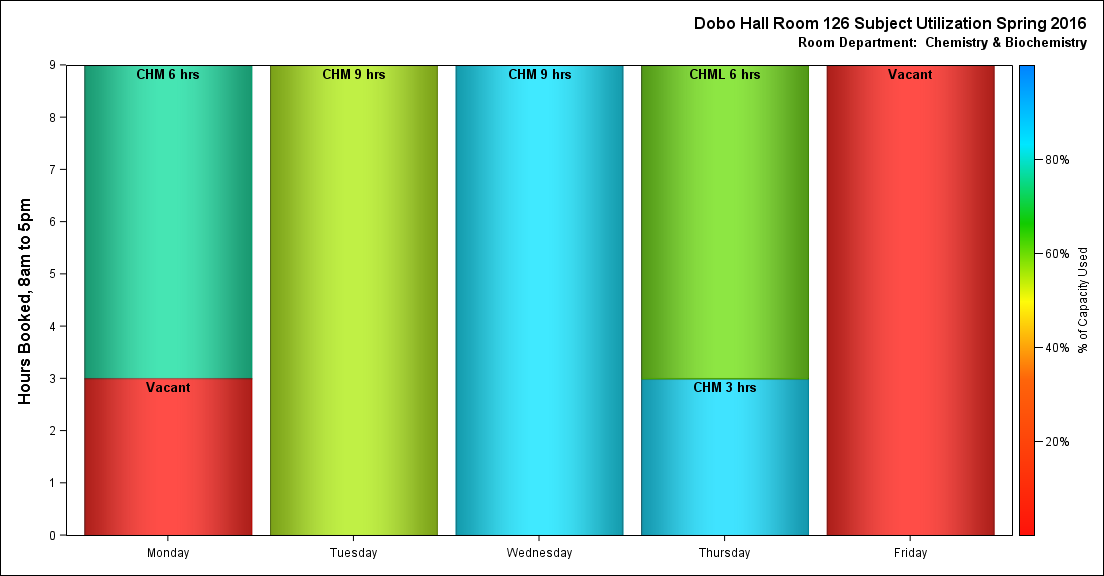 Dobo Hall Room 126 Subject Utilization Spring 2016
Room Department:  Chemistry & Biochemistry
Hours Booked, 8am to 5pm
9
8
7
6
5
4
3
2
1
0
CHM 6 hrs
Vacant
CHM 9 hrs
CHM 9 hrs
CHML 6 hrs
CHM 3 hrs
Vacant
Monday
Tuesday
Wednesday
Thursday
Friday
80%
60%
40%
20%
% of Capacity Used